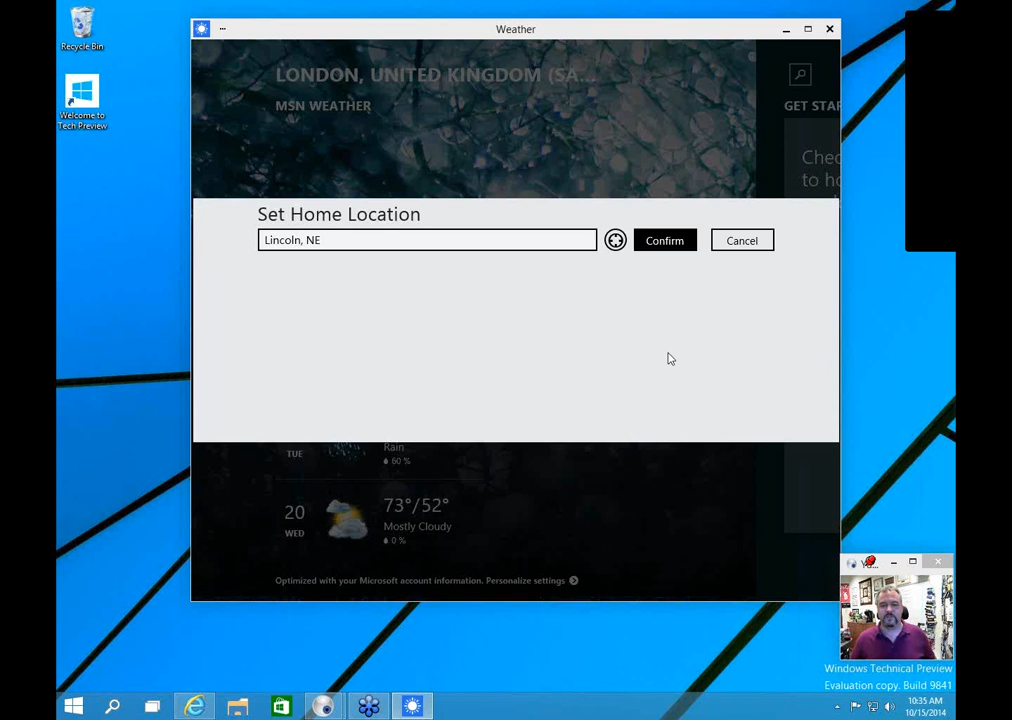 Recycle Bin
Welcome to
Tech Preview
Weather
LONDON, UNITED KINGDOM (SA...
MSN WEATHER
GET STAR
Chec
to ho
Set Home Location
Lincoln, NE
Confirm
Cancel
TUE
Rain
60 %
20
WED
73°/52°
Mostly Cloudy
0 %
Optimized with your Microsoft account information. Personalize settings
Windows Technical Preview
Evaluation copy. Build 9841
10:35 AM
10/15/2014